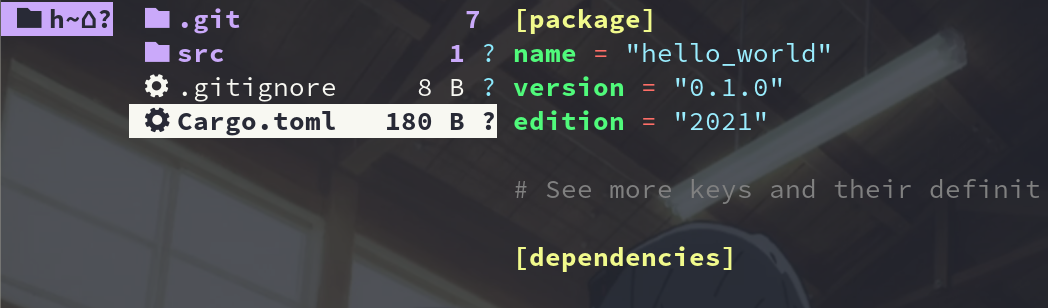 h~⌂?
.git 7
src 1 ?
.gitignore 8 B ?
Cargo.toml 180 B ?
[package]
name = "hello_world"
version = "0.1.0"
edition = "2021"
# See more keys and their definit
[dependencies]